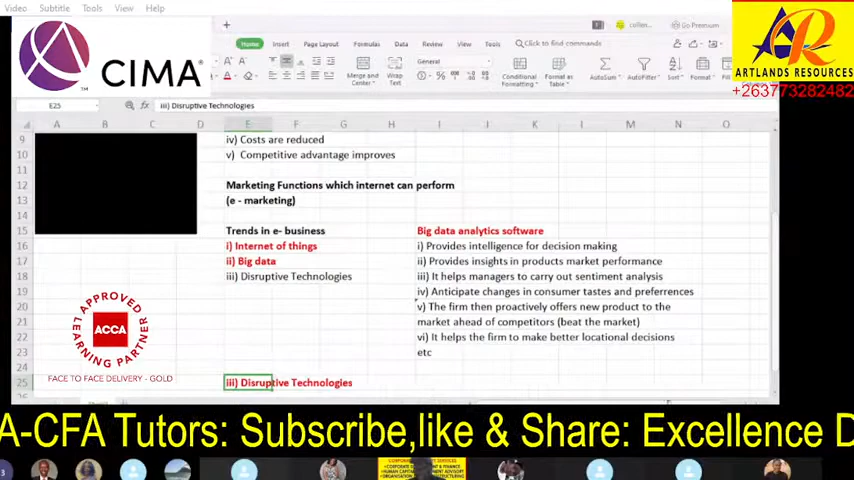 Video Subtitle Tools View Help
CIMA
ARTLANDS RESOURCES
+263773282482
Go Premium
Home Insert Page Layout Formulas Data Review View Tools Click to find commands
General
Merge and Center
Wrap Text
Conditional Formatting
Format as Table
AutoSum
AutoFilter
Sort
Format
E25 fx iii) Disruptive Technologies
A B C D E F G H I J K L M N O
9 iv) Costs are reduced
10 v) Competitive advantage improves
11
12 Marketing Functions which internet can perform
13 (e - marketing)
14
15 Trends in e- business Big data analytics software
16 i) Internet of things i) Provides intelligence for decision making
17 ii) Big data ii) Provides insights in products market performance
18 iii) Disruptive Technologies iii) It helps managers to carry out sentiment analysis
19 iv) Anticipate changes in consumer tastes and preferrences
20 v) The firm then proactively offers new product to the
21 market ahead of competitors (beat the market)
22 vi) It helps the firm to make better locational decisions
23 etc
24
25 iii) Disruptive Technologies
APPROVED
ACCA
LEARNING PARTNER
FACE TO FACE DELIVERY - GOLD
A-CFA Tutors: Subscribe,like & Share: Excellence D